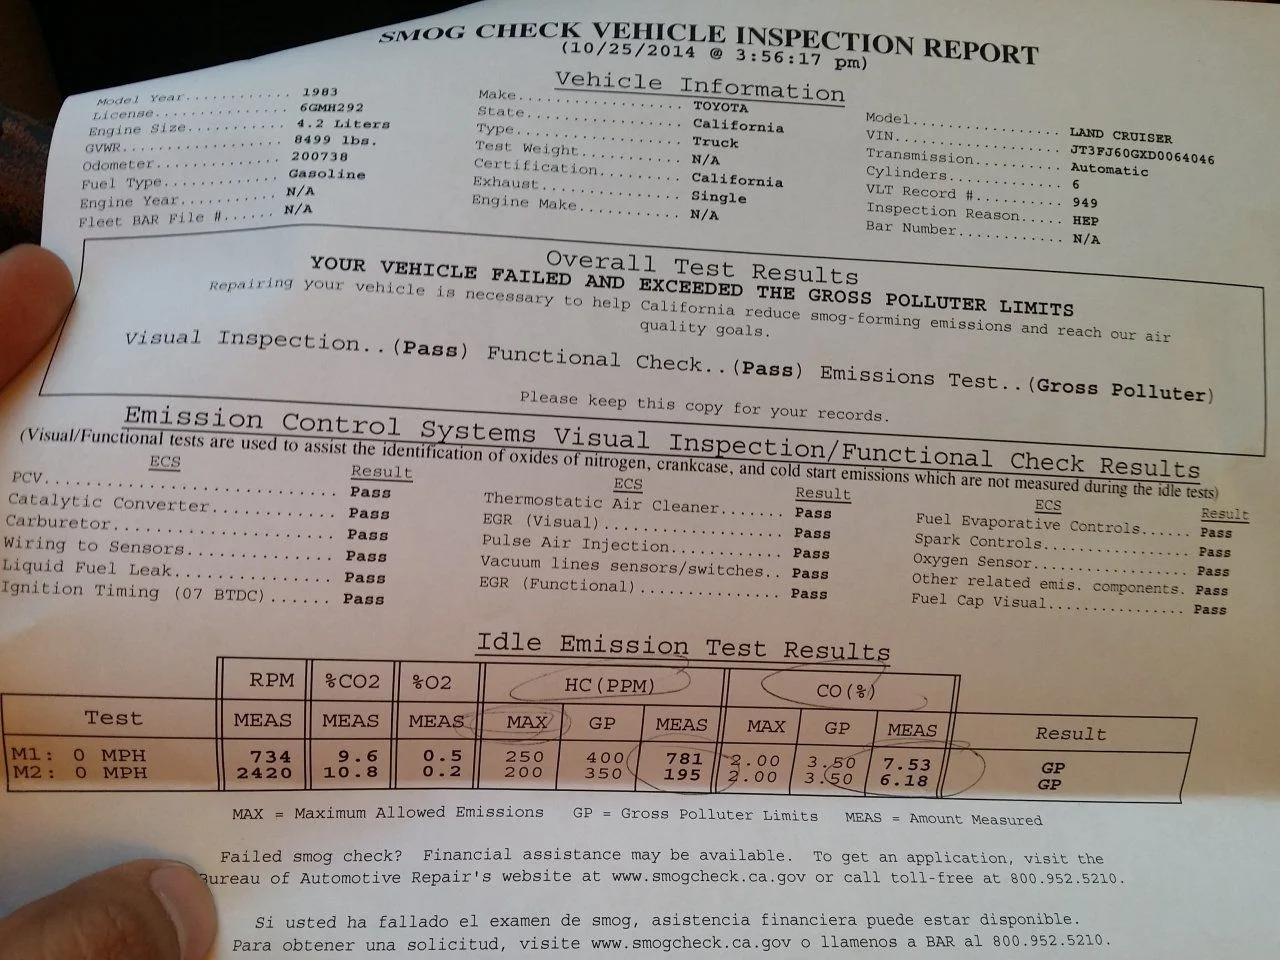 SMOG CHECK VEHICLE INSPECTION REPORT
(10/25/2014 @ 3:56:17 pm)
Vehicle Information
Model Year............ 1983
License............... 6GMH292
Engine Size........... 4.2 Liters
GVWR.................. 8499 lbs.
Odometer.............. 200738
Fuel Type............. Gasoline
Engine Year........... N/A
Fleet BAR File #...... N/A
Make.................. TOYOTA
State................. California
Type.................. Truck
Test Weight........... N/A
Certification......... California
Exhaust............... Single
Engine Make........... N/A
Model................. LAND CRUISER
VIN................... JT3FJ60GXD0064046
Transmission.......... Automatic
Cylinders............. 6
VLT Record #.......... 949
Inspection Reason..... HEP
Bar Number............ N/A
Overall Test Results
YOUR VEHICLE FAILED AND EXCEEDED THE GROSS POLLUTER LIMITS
Repairing your vehicle is necessary to help California reduce smog-forming emissions and reach our air
quality goals.
Visual Inspection..(Pass) Functional Check..(Pass) Emissions Test..(Gross Polluter)
Please keep this copy for your records.
Emission Control Systems Visual Inspection/Functional Check Results
(Visual/Functional tests are used to assist the identification of oxides of nitrogen, crankcase, and cold start emissions which are not measured during the idle tests)
ECS Result
PCV........................... Pass
Catalytic Converter........... Pass
Carburetor.................... Pass
Wiring to Sensors............. Pass
Liquid Fuel Leak.............. Pass
Ignition Timing (07 BTDC)...... Pass
ECS Result
Thermostatic Air Cleaner....... Pass
EGR (Visual).................. Pass
Pulse Air Injection........... Pass
Vacuum lines sensors/switches.. Pass
EGR (Functional).............. Pass
ECS Result
Fuel Evaporative Controls...... Pass
Spark Controls................ Pass
Oxygen Sensor................. Pass
Other related emis. components. Pass
Fuel Cap Visual............... Pass
Idle Emission Test Results
RPM %CO2 %O2 HC(PPM) CO(%)
Test MEAS MEAS MEAS MAX GP MEAS MAX GP MEAS Result
M1: 0 MPH 734 9.6 0.5 250 400 781 2.00 3.50 7.53 GP
M2: 0 MPH 2420 10.8 0.2 200 350 195 2.00 3.50 6.18 GP
MAX = Maximum Allowed Emissions GP = Gross Polluter Limits MEAS = Amount Measured
Failed smog check? Financial assistance may be available. To get an application, visit the
Bureau of Automotive Repair's website at www.smogcheck.ca.gov or call toll-free at 800.952.5210.
Si usted ha fallado el examen de smog, asistencia financiera puede estar disponible.
Para obtener una solicitud, visite www.smogcheck.ca.gov o llamenos a BAR al 800.952.5210.